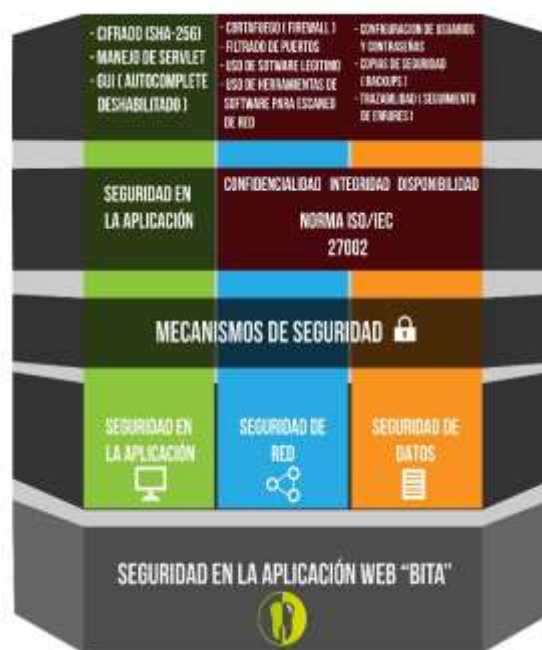 - CIFRADO (SHA-256)
- MANEJO DE SERVLET
- GUI ( AUTOCOMPLETE
DESHABILITADO )
- CORTAFUEGO ( FIREWALL )
- FILTRADO DE PUERTOS
- USO DE SOTWARE LEGITIMO
- USO DE HERRAMIENTAS DE
SOFTWARE PARA ESCANEO
DE RED
- CONFIGURACION DE USUARIOS
Y CONTRASEÑAS
- COPIAS DE SEGURIDAD
( BACKUPS )
- TRAZABILIDAD ( SEGUIMIENTO
DE ERRORES )
SEGURIDAD EN
LA APLICACIÓN
CONFIDENCIALIDAD INTEGRIDAD DISPONIBILIDAD
NORMA ISO/IEC
27002
MECANISMOS DE SEGURIDAD
SEGURIDAD EN
LA APLICACIÓN
SEGURIDAD DE
RED
SEGURIDAD DE
DATOS
SEGURIDAD EN LA APLICACIÓN WEB “BITA”